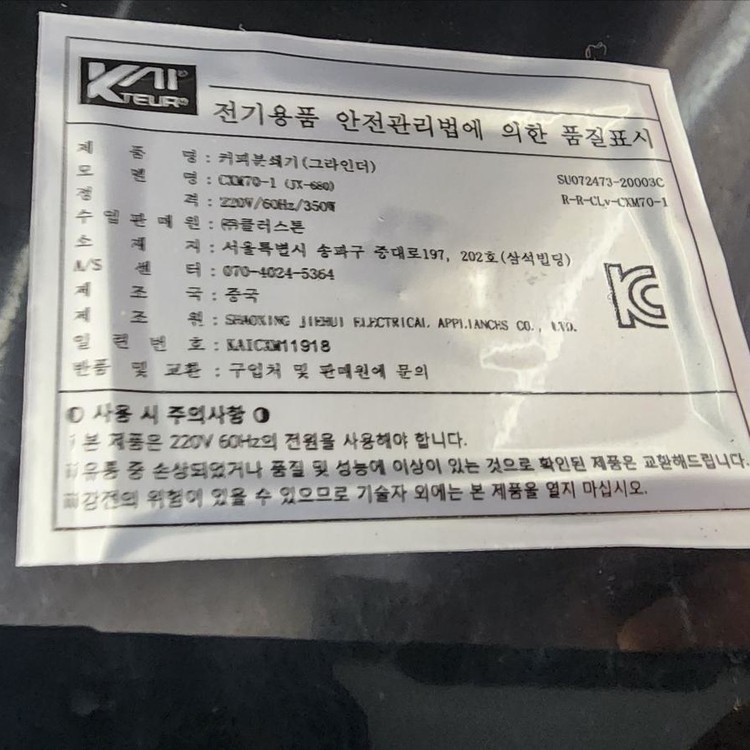 KAI
TEUR
전기용품 안전관리법에 의한 품질표시
제 품 명 : 커피분쇄기(그라인더)
SU072473-20003C
모 델 명 : CXM70-1 (JX-680)
R-R-CLv-CXM70-1
정 격 : 220V/60Hz/350W
수 입 판 매 원 : ㈜클러스튼
소 재 지 : 서울특별시 송파구 중대로197, 202호(삼석빌딩)
A/S 센 터 : 070-4024-5364
제 조 국 : 중국
제 조 원 : SHAOXING JIEHUI ELECTRICAL APPLIANCES CO., LTD.
일 련 번 호 : KAICXM11918
반품 및 교환 : 구입처 및 판매원에 문의
사용 시 주의사항
본 제품은 220V 60Hz의 전원을 사용해야 합니다.
유통 중 손상되었거나 품질 및 성능에 이상이 있는 것으로 확인된 제품은 교환해드립니다.
감전의 위험이 있을 수 있으므로 기술자 외에는 본 제품을 열지 마십시오.